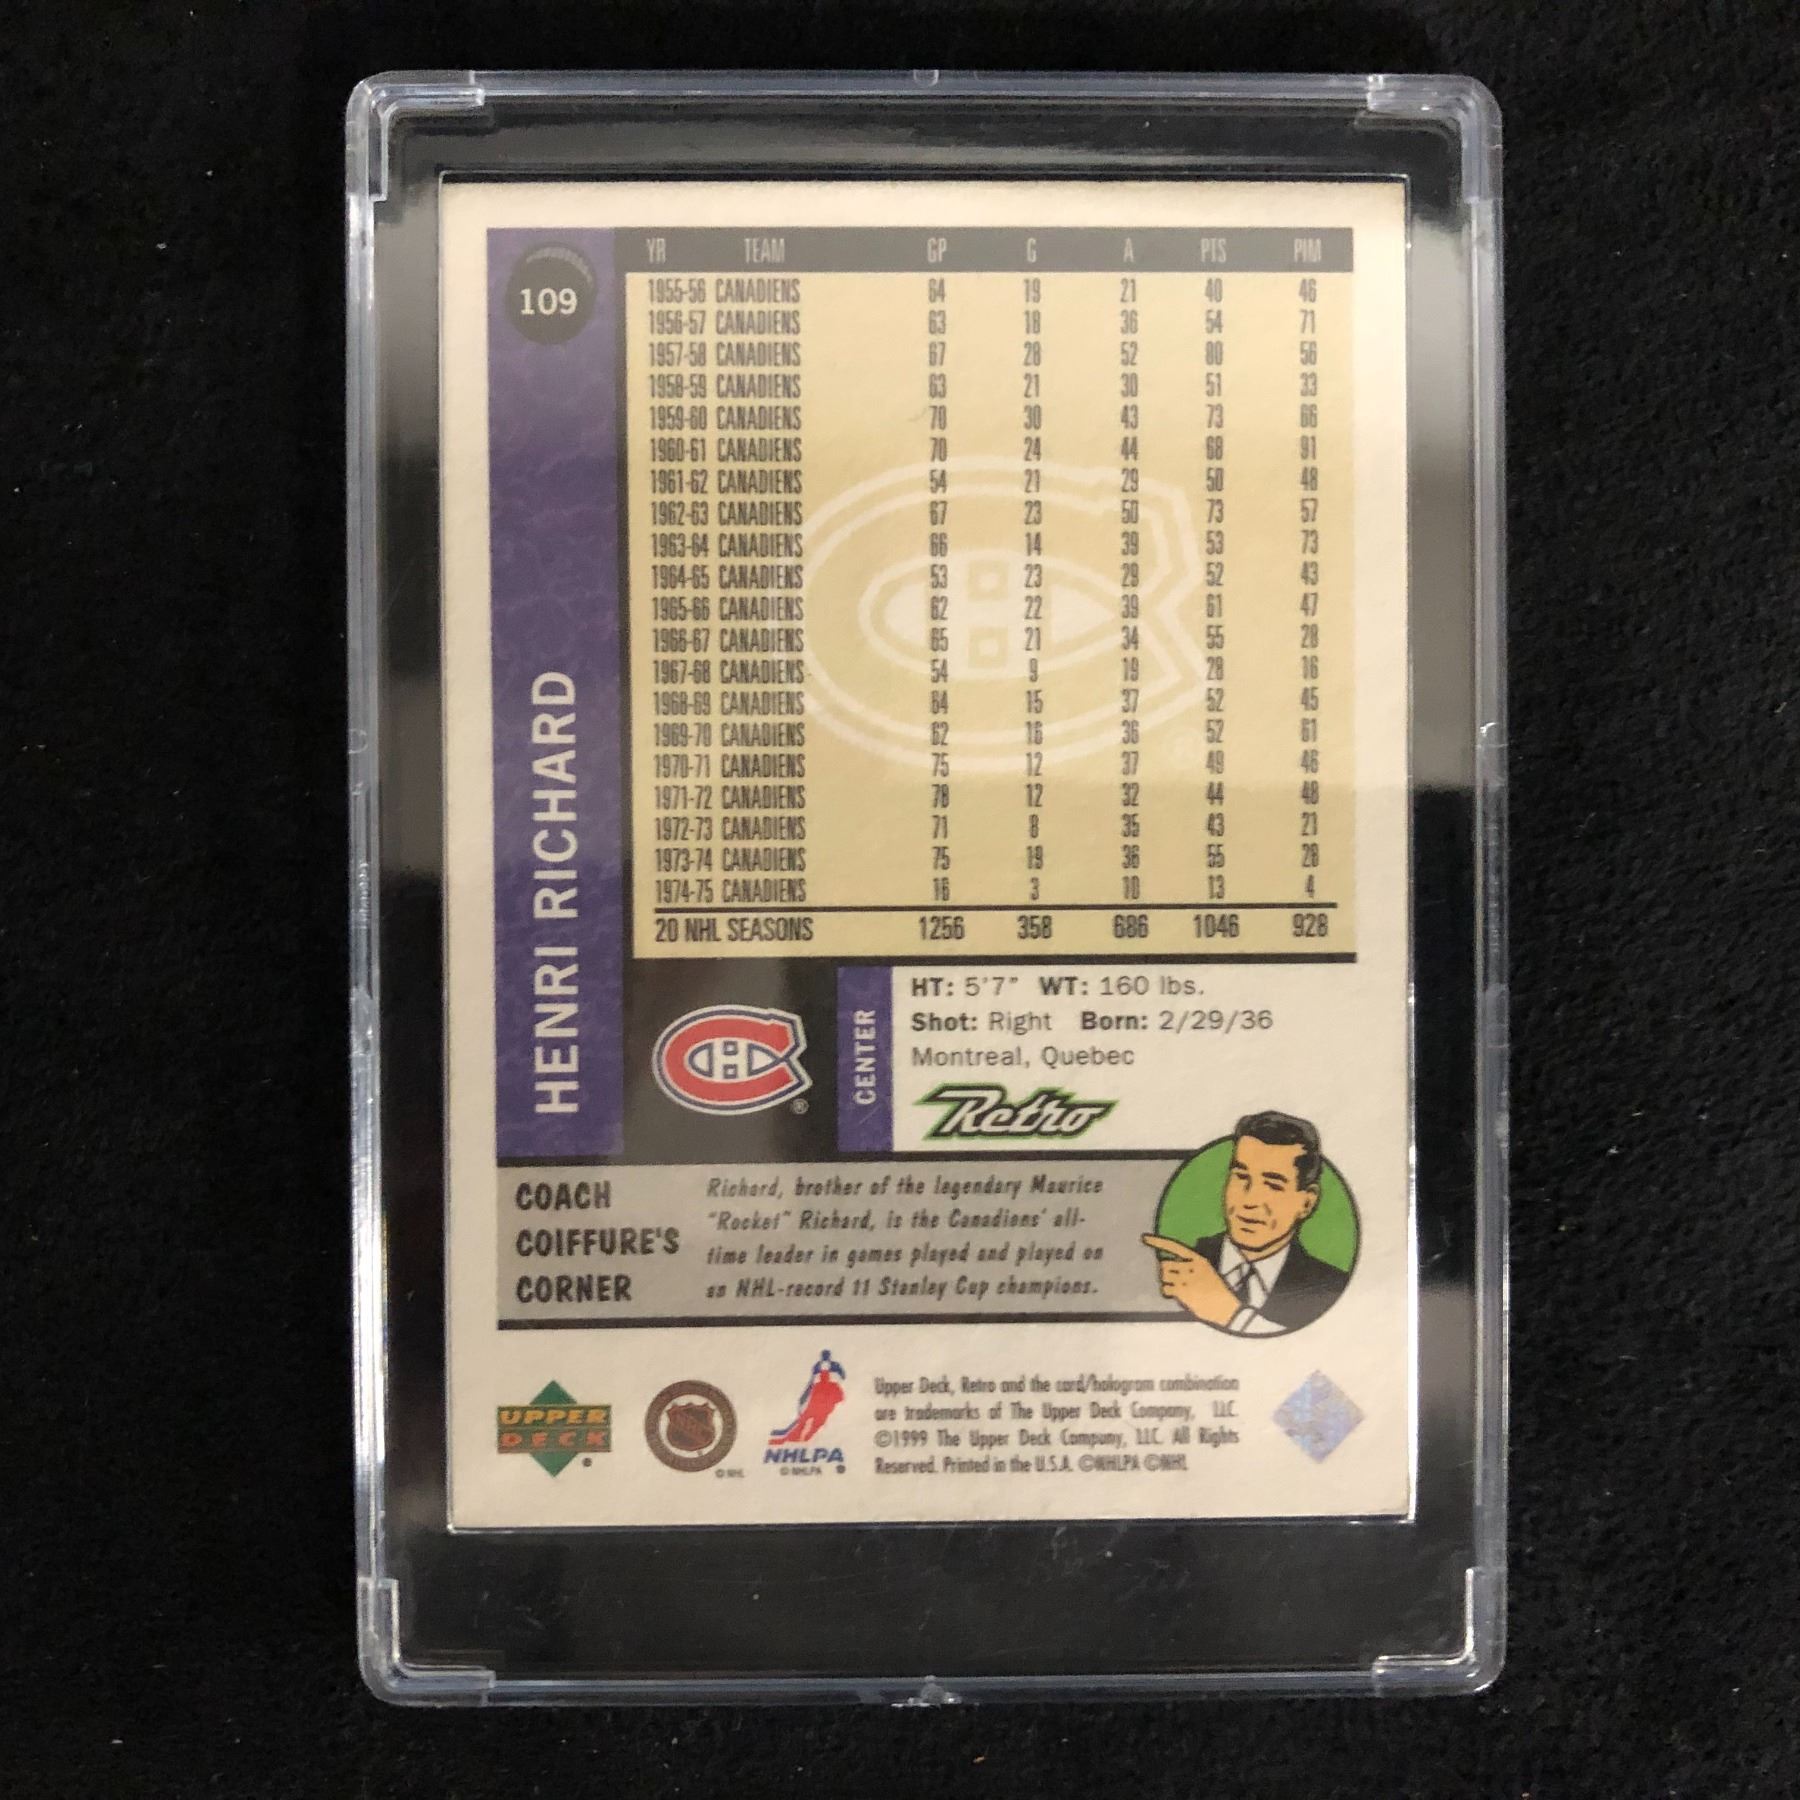 109
HENRI RICHARD
YR TEAM GP G A PTS PIM
1955-56 CANADIENS 64 19 21 40 46
1956-57 CANADIENS 63 18 36 54 71
1957-58 CANADIENS 67 28 52 80 56
1958-59 CANADIENS 63 21 30 51 33
1959-60 CANADIENS 70 30 43 73 66
1960-61 CANADIENS 70 24 44 68 91
1961-62 CANADIENS 54 21 29 50 48
1962-63 CANADIENS 67 23 50 73 57
1963-64 CANADIENS 66 14 39 53 73
1964-65 CANADIENS 53 23 29 52 43
1965-66 CANADIENS 62 22 39 61 47
1966-67 CANADIENS 65 21 34 55 28
1967-68 CANADIENS 54 9 19 28 16
1968-69 CANADIENS 64 15 37 52 45
1969-70 CANADIENS 62 16 36 52 61
1970-71 CANADIENS 75 12 37 49 46
1971-72 CANADIENS 78 12 32 44 48
1972-73 CANADIENS 71 8 35 43 21
1973-74 CANADIENS 75 19 36 55 28
1974-75 CANADIENS 16 3 10 13 4
20 NHL SEASONS 1256 358 686 1046 928
CH ®
CENTER
HT: 5'7" WT: 160 lbs.
Shot: Right Born: 2/29/36
Montreal, Quebec
Retro
COACH
COIFFURE'S
CORNER
Richard, brother of the legendary Maurice
"Rocket" Richard, is the Canadiens' all-
time leader in games played and played on
an NHL-record 11 Stanley Cup champions.
UPPER
DECK ®
NHL
© NHL
NHLPA
© NHLPA ®
Upper Deck, Retro and the card/hologram combination
are trademarks of The Upper Deck Company, LLC.
©1999 The Upper Deck Company, LLC. All Rights
Reserved. Printed in the U.S.A. ©NHLPA ©NHL